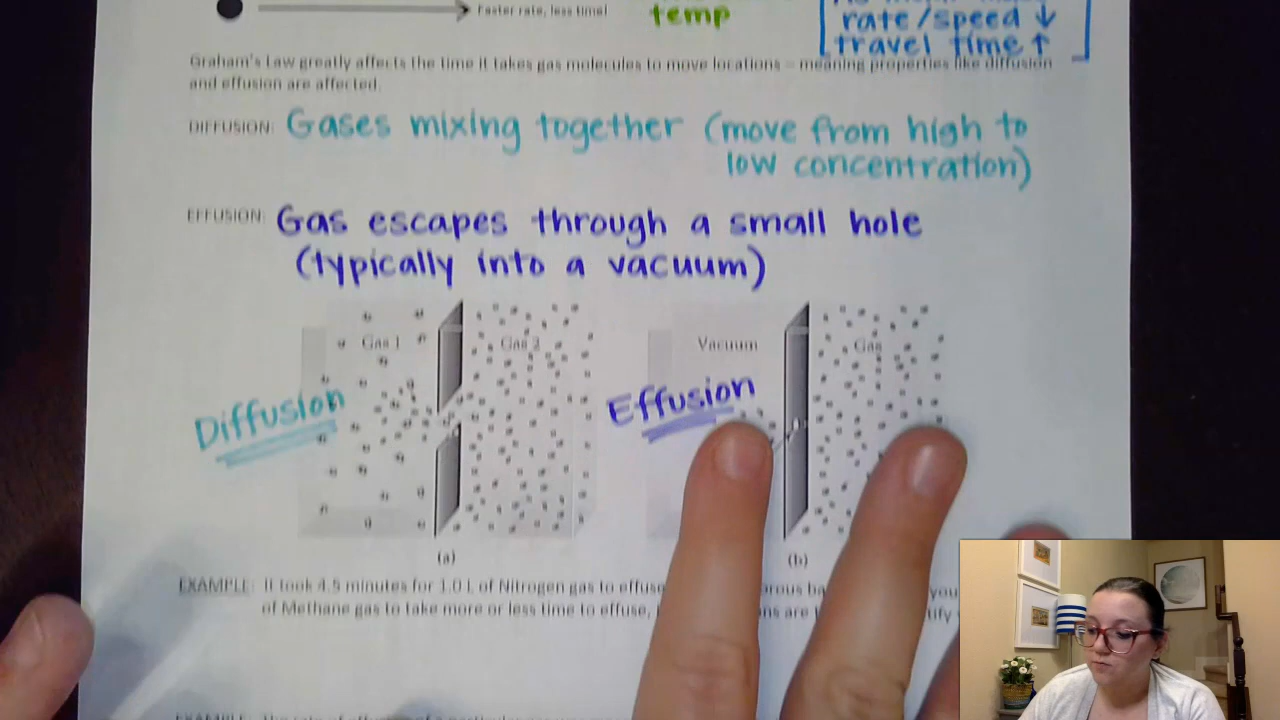 Faster rate, less time!
temp
rate/speed ↓
travel time ↑
Graham's Law greatly affects the time it takes gas molecules to move locations – meaning properties like diffusion
and effusion are affected.
DIFFUSION: Gases mixing together (move from high to
low concentration)
EFFUSION: Gas escapes through a small hole
(typically into a vacuum)
Gas 1 Gas 2 Vacuum Gas
Diffusion Effusion
(a) (b)
EXAMPLE: It took 4.5 minutes for 1.0 L of Nitrogen gas to effuse
of Methane gas to take more or less time to effuse,